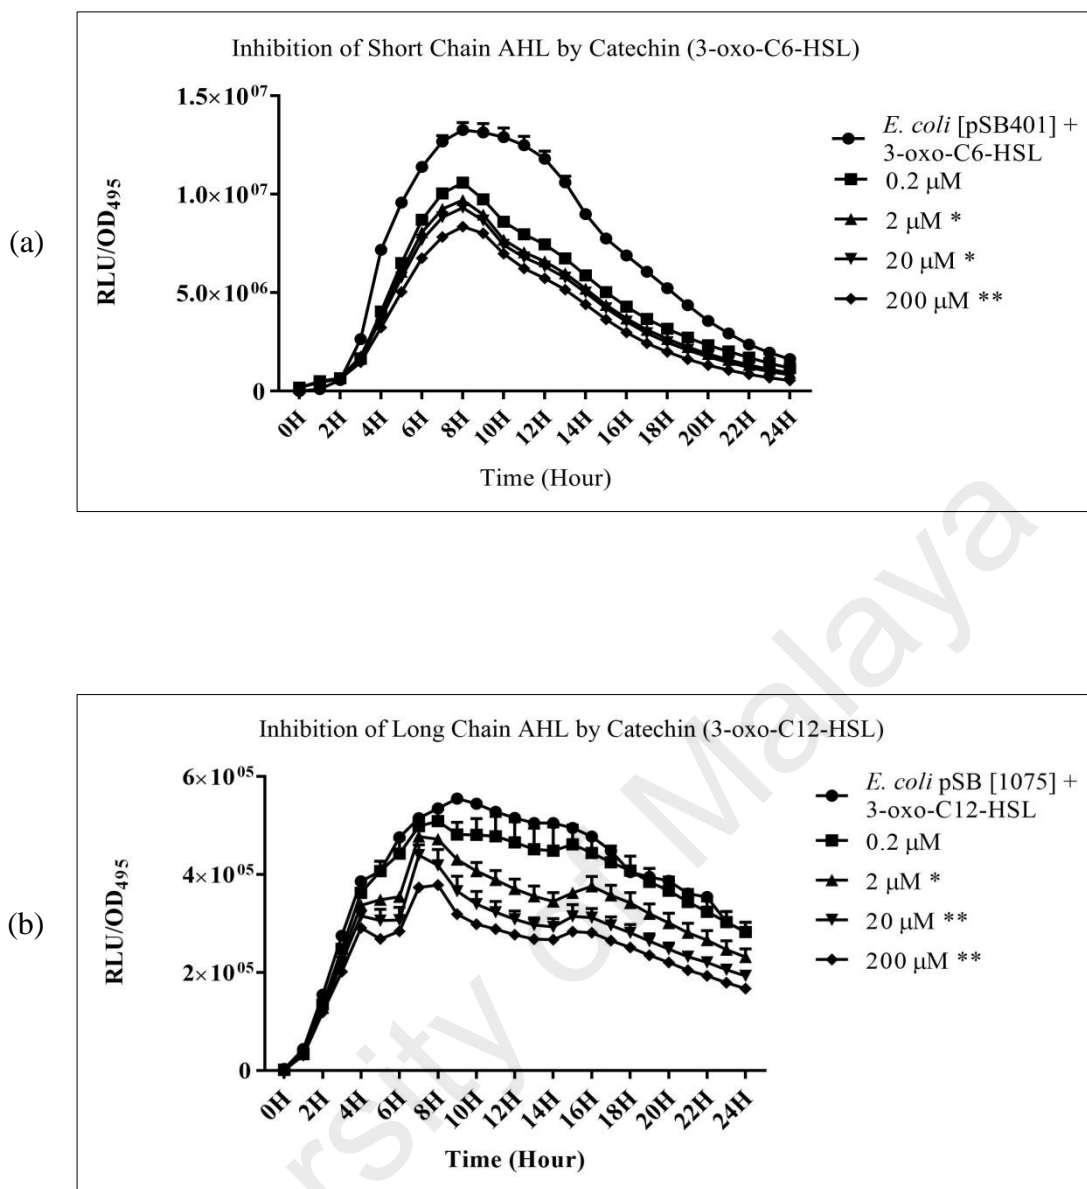 (a)
Inhibition of Short Chain AHL by Catechin (3-oxo-C6-HSL)
RLU/OD₄₉₅
1.5×10⁰⁷
1.0×10⁰⁷
5.0×10⁰⁶
0
0H 2H 4H 6H 8H 10H 12H 14H 16H 18H 20H 22H 24H
Time (Hour)
E. coli [pSB401] +
3-oxo-C6-HSL
0.2 µM
2 µM *
20 µM *
200 µM **
(b)
Inhibition of Long Chain AHL by Catechin (3-oxo-C12-HSL)
RLU/OD₄₉₅
6×10⁰⁵
4×10⁰⁵
2×10⁰⁵
0
0H 2H 4H 6H 8H 10H 12H 14H 16H 18H 20H 22H 24H
Time (Hour)
E. coli pSB [1075] +
3-oxo-C12-HSL
0.2 µM
2 µM *
20 µM **
200 µM **
rsity of Malaya